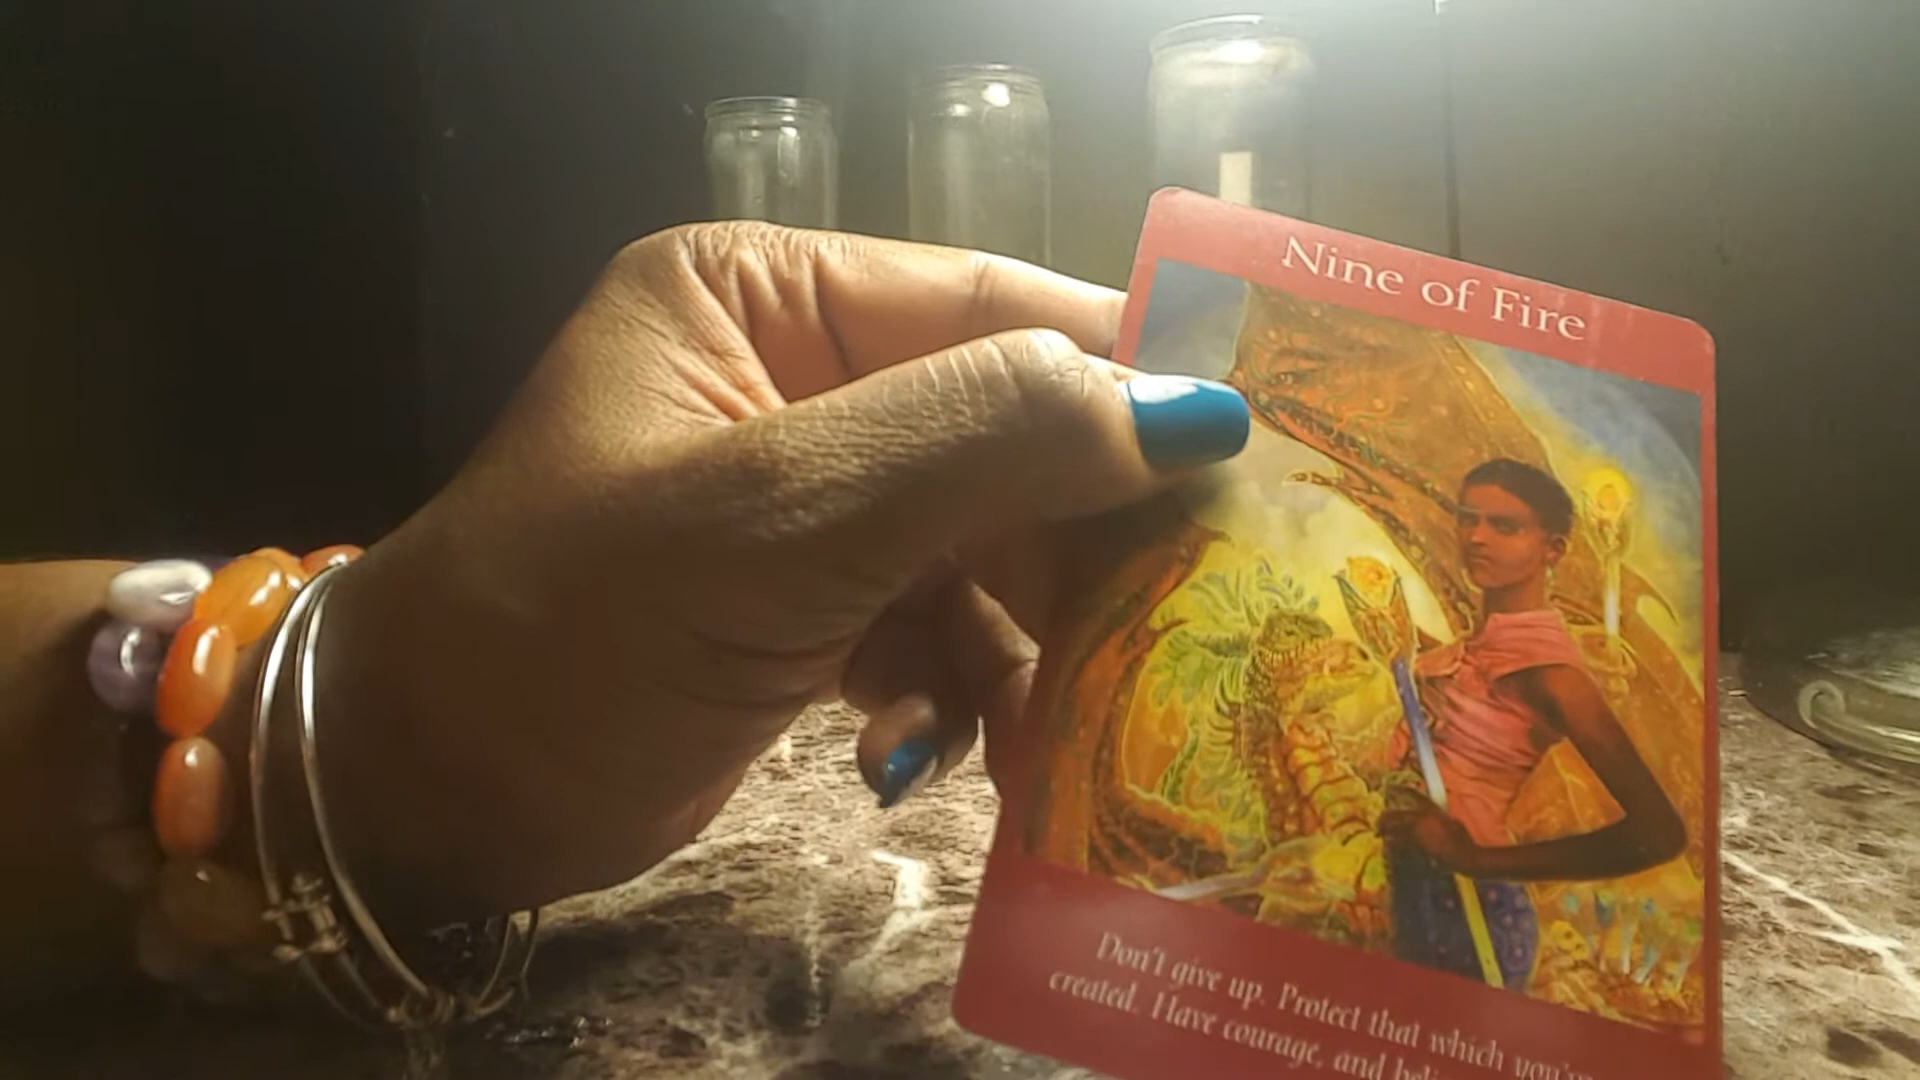 Nine of Fire
Don't give up. Protect that which you've
created. Have courage, and